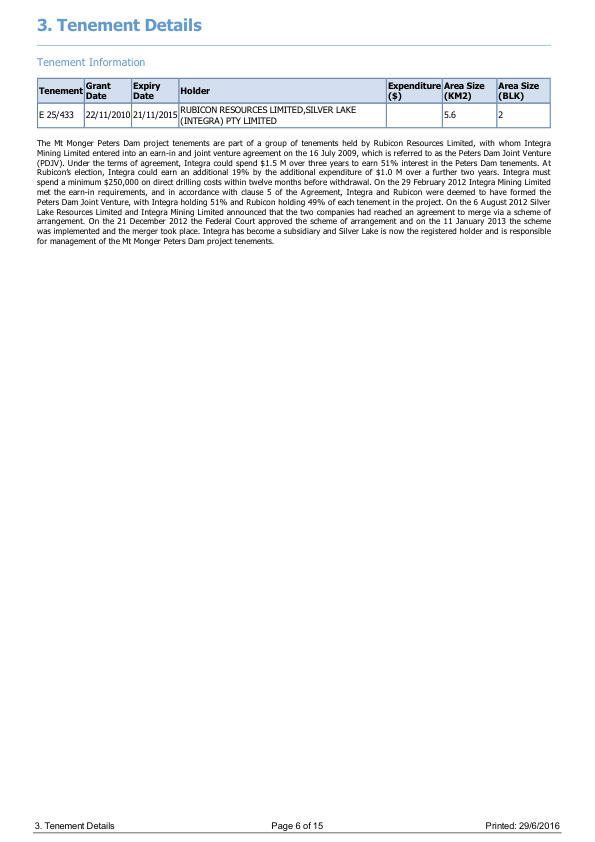 3. Tenement Details
Tenement Information
Tenement Grant Date Expiry Date Holder Expenditure ($) Area Size (KM2) Area Size (BLK)
E 25/433 22/11/2010 21/11/2015 RUBICON RESOURCES LIMITED,SILVER LAKE (INTEGRA) PTY LIMITED 5.6 2
The Mt Monger Peters Dam project tenements are part of a group of tenements held by Rubicon Resources Limited, with whom Integra
Mining Limited entered into an earn-in and joint venture agreement on the 16 July 2009, which is referred to as the Peters Dam Joint Venture
(PDJV). Under the terms of agreement, Integra could spend $1.5 M over three years to earn 51% interest in the Peters Dam tenements. At
Rubicon's election, Integra could earn an additional 19% by the additional expenditure of $1.0 M over a further two years. Integra must
spend a minimum $250,000 on direct drilling costs within twelve months before withdrawal. On the 29 February 2012 Integra Mining Limited
met the earn-in requirements, and in accordance with clause 5 of the Agreement, Integra and Rubicon were deemed to have formed the
Peters Dam Joint Venture, with Integra holding 51% and Rubicon holding 49% of each tenement in the project. On the 6 August 2012 Silver
Lake Resources Limited and Integra Mining Limited announced that the two companies had reached an agreement to merge via a scheme of
arrangement. On the 21 December 2012 the Federal Court approved the scheme of arrangement and on the 11 January 2013 the scheme
was implemented and the merger took place. Integra has become a subsidiary and Silver Lake is now the registered holder and is responsible
for management of the Mt Monger Peters Dam project tenements.
3. Tenement Details Page 6 of 15 Printed: 29/6/2016